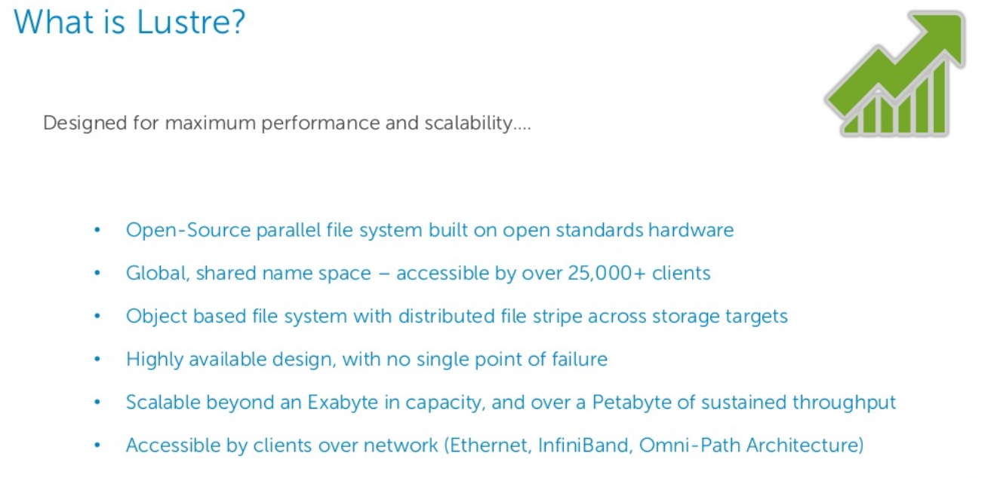 What is Lustre?
Designed for maximum performance and scalability....
• Open-Source parallel file system built on open standards hardware
• Global, shared name space – accessible by over 25,000+ clients
• Object based file system with distributed file stripe across storage targets
• Highly available design, with no single point of failure
• Scalable beyond an Exabyte in capacity, and over a Petabyte of sustained throughput
• Accessible by clients over network (Ethernet, InfiniBand, Omni-Path Architecture)